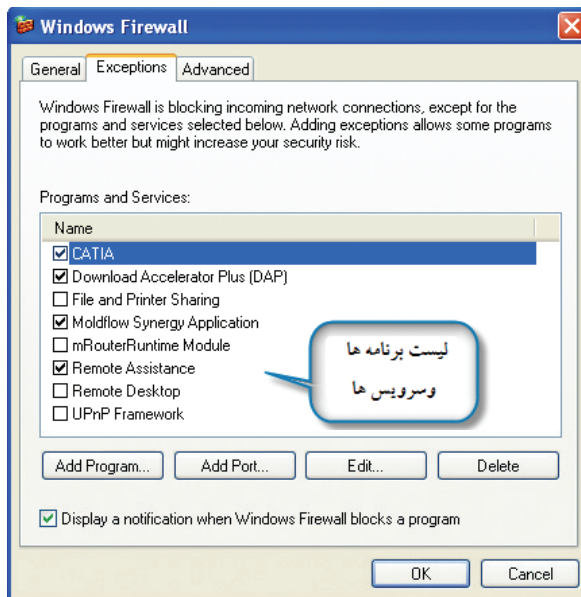 Windows Firewall
General Exceptions Advanced
Windows Firewall is blocking incoming network connections, except for the
programs and services selected below. Adding exceptions allows some programs
to work better but might increase your security risk.
Programs and Services:
Name
CATIA
Download Accelerator Plus (DAP)
File and Printer Sharing
Moldflow Synergy Application
mRouterRuntime Module
Remote Assistance
Remote Desktop
UPnP Framework
لیست برنامه ها
وسرویس ها
Add Program... Add Port... Edit... Delete
Display a notification when Windows Firewall blocks a program
OK Cancel